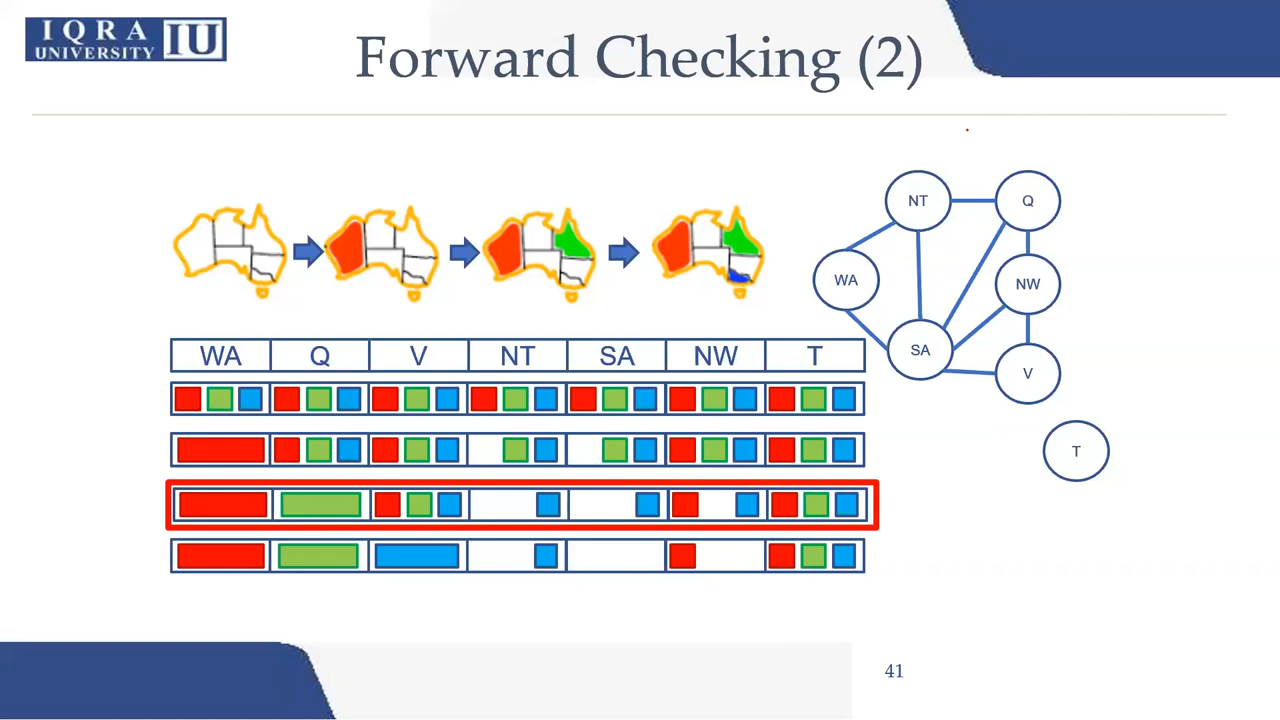 IQRA
UNIVERSITY IU
Forward Checking (2)
NT
Q
WA
NW
SA
V
T
WA Q V NT SA NW T
41